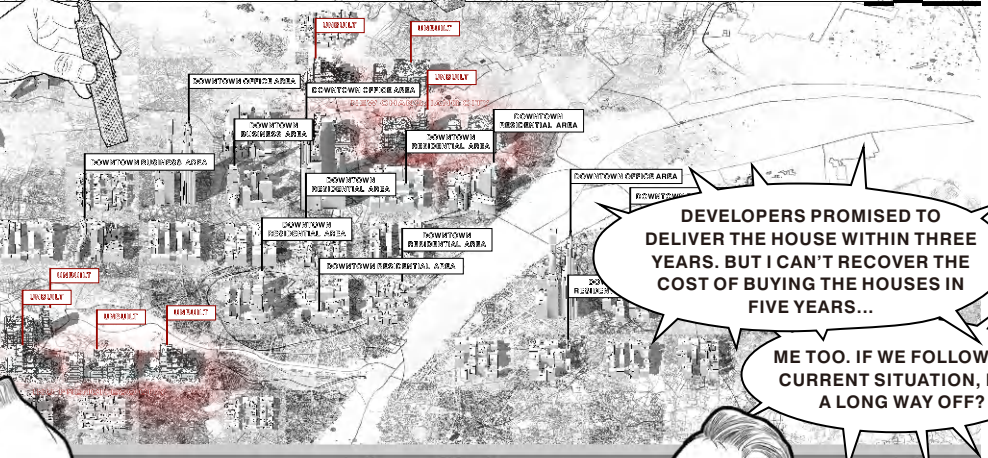 UNBUILT
UNBUILT
UNBUILT
DOWNTOWN OFFICE AREA
DOWNTOWN OFFICE AREA
DOWNTOWN
BUSINESS AREA
DOWNTOWN
RESIDENTIAL AREA
DOWNTOWN
RESIDENTIAL AREA
DOWNTOWN BUSINESS AREA
DOWNTOWN
RESIDENTIAL AREA
DOWNTOWN OFFICE AREA
DOWNTOWN
DOWNTOWN
RESIDENTIAL AREA
DOWNTOWN
RESIDENTIAL AREA
DOWNTOWN RESIDENTIAL AREA
UNBUILT
UNBUILT
UNBUILT
UNBUILT
DEVELOPERS PROMISED TO
DELIVER THE HOUSE WITHIN THREE
YEARS. BUT I CAN'T RECOVER THE
COST OF BUYING THE HOUSES IN
FIVE YEARS...
ME TOO. IF WE FOLLOW
CURRENT SITUATION,
A LONG WAY OFF?